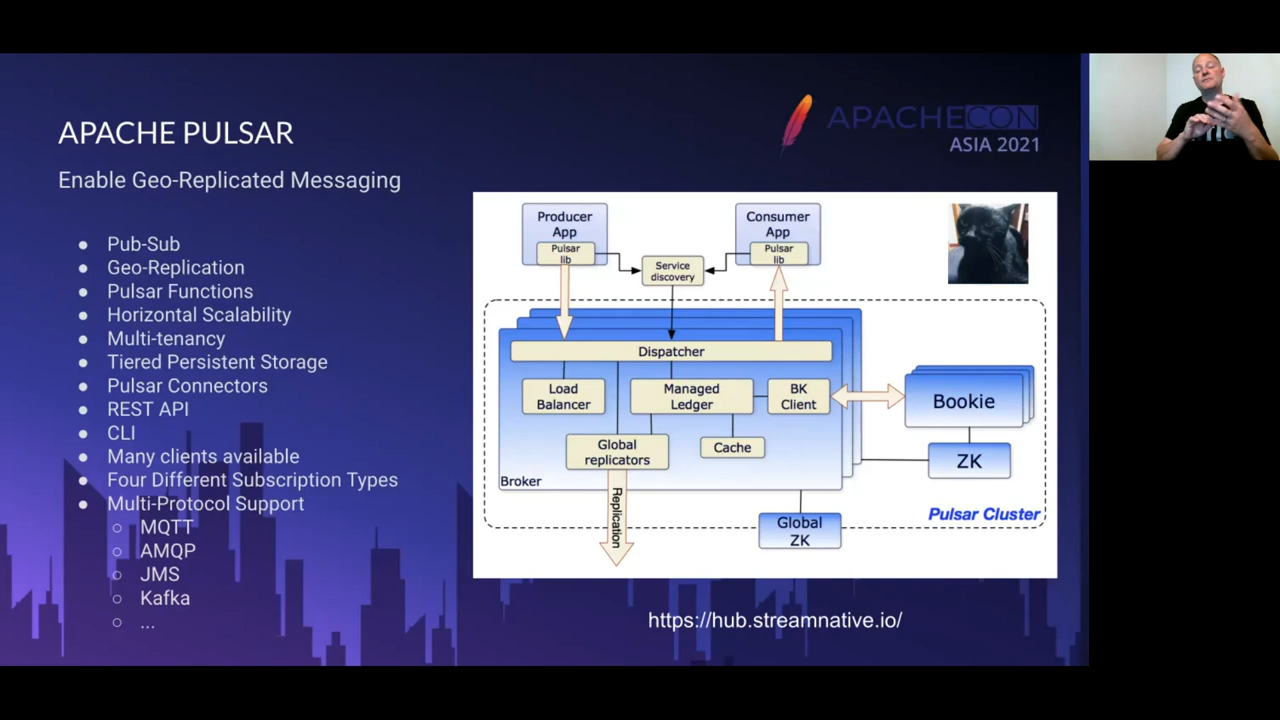 APACHE PULSAR
Enable Geo-Replicated Messaging
APACHECON
ASIA 2021
● Pub-Sub
● Geo-Replication
● Pulsar Functions
● Horizontal Scalability
● Multi-tenancy
● Tiered Persistent Storage
● Pulsar Connectors
● REST API
● CLI
● Many clients available
● Four Different Subscription Types
● Multi-Protocol Support
○ MQTT
○ AMQP
○ JMS
○ Kafka
○ ...
Producer
App
Pulsar
lib
Service
discovery
Consumer
App
Pulsar
lib
Dispatcher
Load
Balancer
Managed
Ledger
BK
Client
Bookie
Global
replicators
Cache
ZK
Broker
Replication
Global
ZK
Pulsar Cluster
https://hub.streamnative.io/